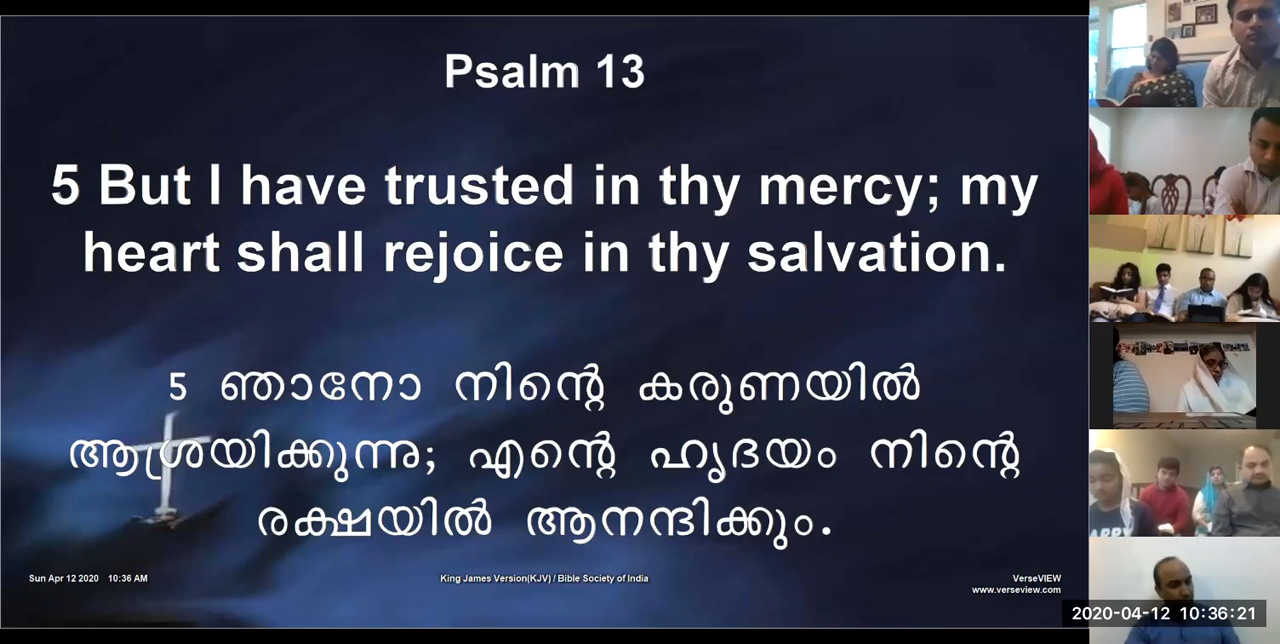 Psalm 13
5 But I have trusted in thy mercy; my
heart shall rejoice in thy salvation.
5 ഞാനോ നിന്റെ കരുണയിൽ
ആശ്രയിക്കുന്നു; എന്റെ ഹൃദയം നിന്റെ
രക്ഷയിൽ ആനന്ദിക്കും.
Sun Apr 12 2020 10:36 AM
King James Version(KJV) / Bible Society of India
VerseVIEW
www.verseview.com
2020-04-12 10:36:21